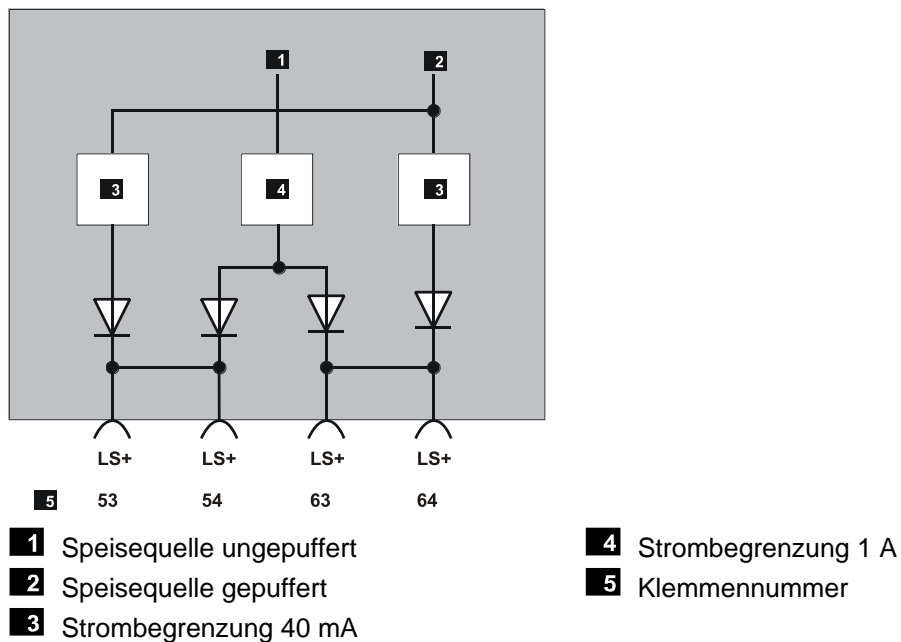 1 2
3 4 3
LS+ LS+ LS+ LS+
5 53 54 63 64
1 Speisequelle ungepuffert
2 Speisequelle gepuffert
3 Strombegrenzung 40 mA
4 Strombegrenzung 1 A
5 Klemmennummer